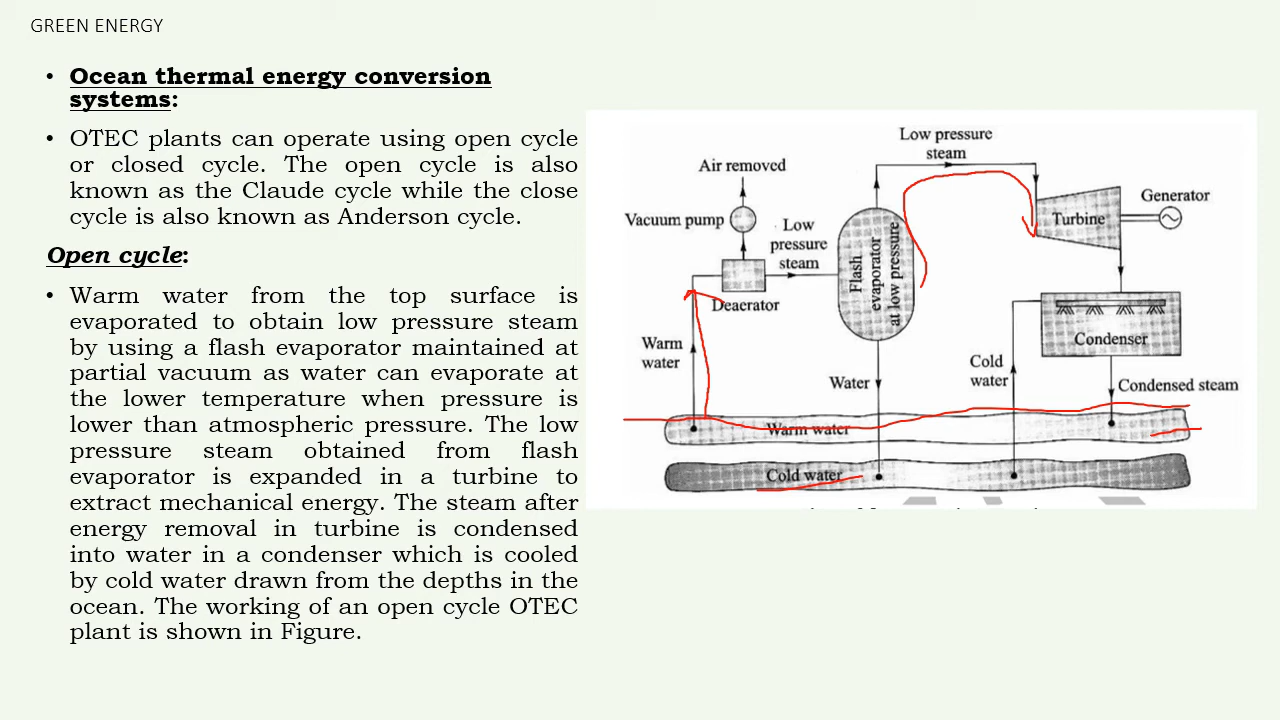 GREEN ENERGY
• Ocean thermal energy conversion
systems:
• OTEC plants can operate using open cycle
or closed cycle. The open cycle is also
known as the Claude cycle while the close
cycle is also known as Anderson cycle.
Open cycle:
• Warm water from the top surface is
evaporated to obtain low pressure steam
by using a flash evaporator maintained at
partial vacuum as water can evaporate at
the lower temperature when pressure is
lower than atmospheric pressure. The low
pressure steam obtained from flash
evaporator is expanded in a turbine to
extract mechanical energy. The steam after
energy removal in turbine is condensed
into water in a condenser which is cooled
by cold water drawn from the depths in the
ocean. The working of an open cycle OTEC
plant is shown in Figure.
Low pressure
steam
Air removed
Generator
Vacuum pump
Low
pressure
steam
Turbine
Flash
evaporator
at low pressure
Deaerator
Warm
water
Condenser
Cold
water
Water
Condensed steam
Warm water
Cold water